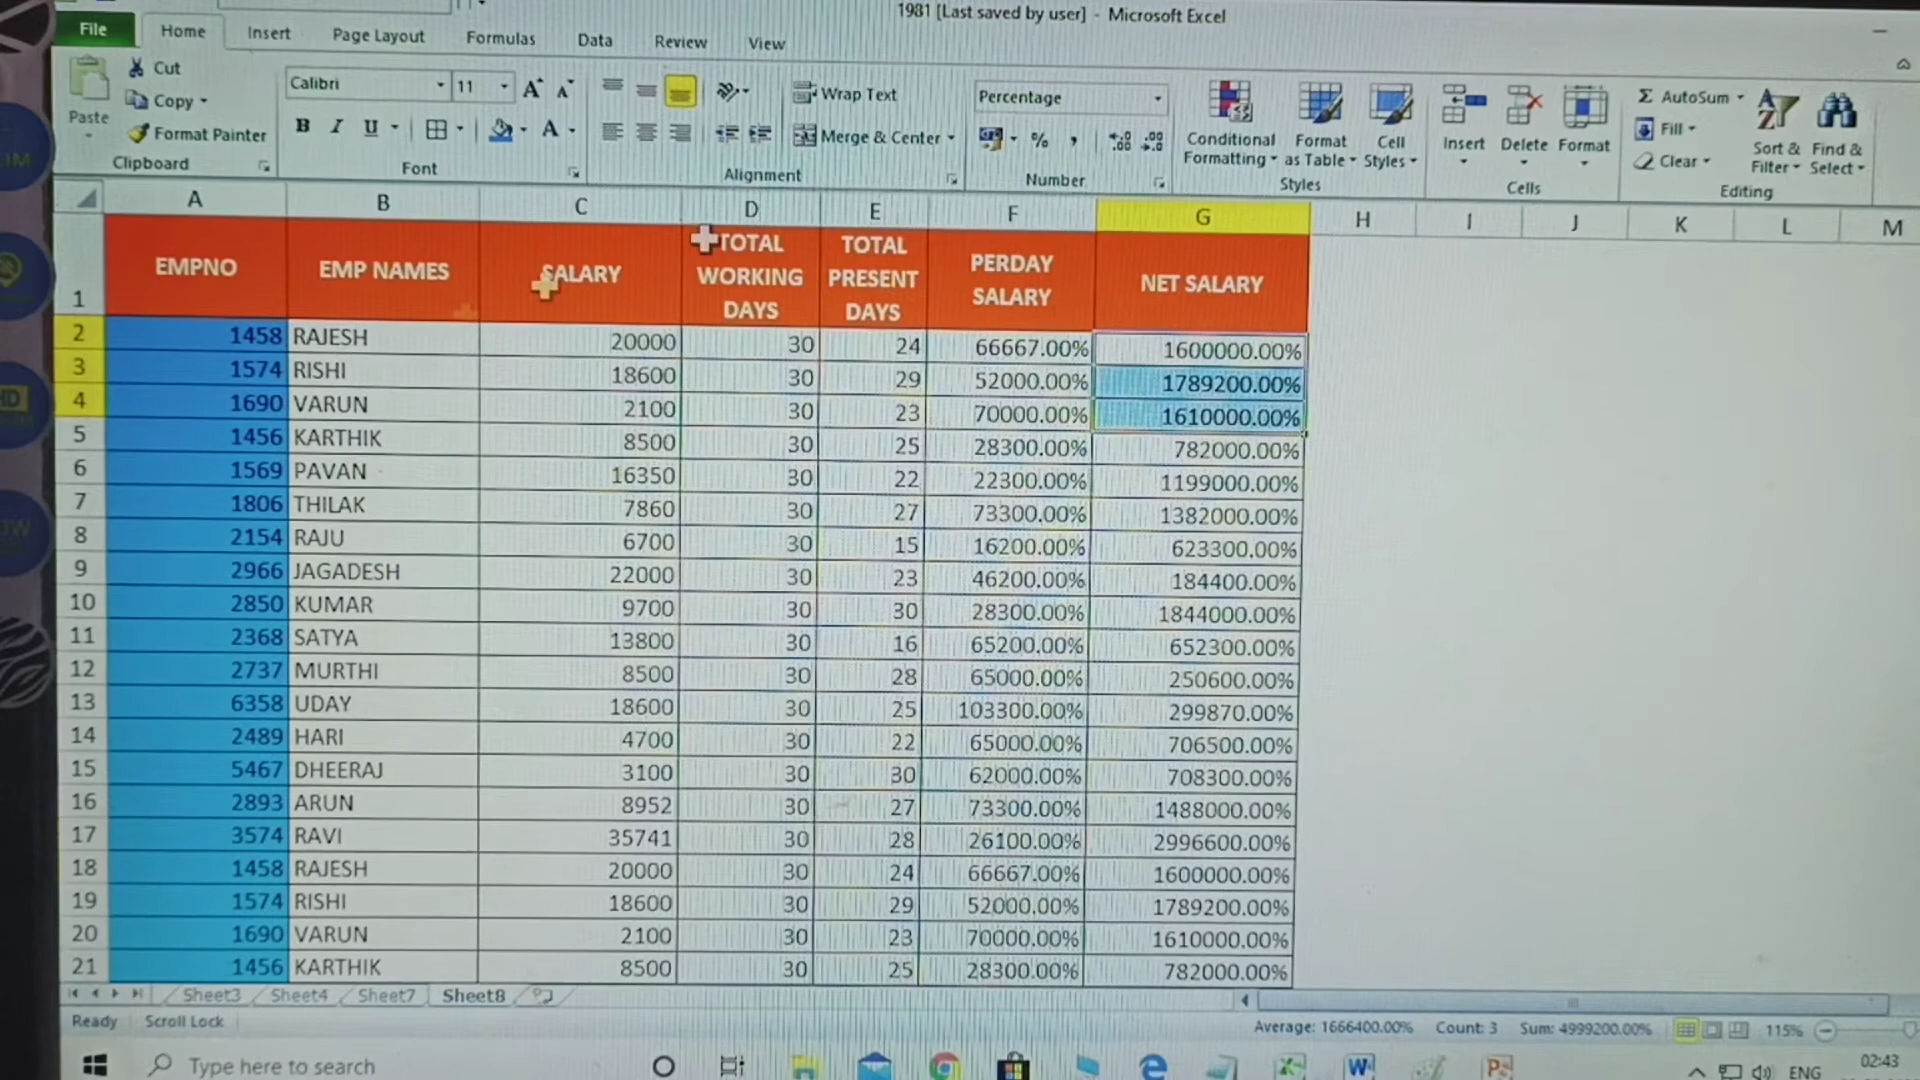 1981 [Last saved by user] - Microsoft Excel
File Home Insert Page Layout Formulas Data Review View
Paste
Cut
Copy
Format Painter
Clipboard
Calibri 11
B I U
Font
Wrap Text
Merge & Center
Alignment
Percentage
%
Number
Conditional Formatting
Format as Table
Cell Styles
Styles
Insert Delete Format
Cells
AutoSum
Fill
Clear
Sort & Filter
Find & Select
Editing
A B C D E F G H I J K L M
1 EMPNO EMP NAMES SALARY TOTAL WORKING DAYS TOTAL PRESENT DAYS PERDAY SALARY NET SALARY
2 1458 RAJESH 20000 30 24 66667.00% 1600000.00%
3 1574 RISHI 18600 30 29 52000.00% 1789200.00%
4 1690 VARUN 2100 30 23 70000.00% 1610000.00%
5 1456 KARTHIK 8500 30 25 28300.00% 782000.00%
6 1569 PAVAN 16350 30 22 22300.00% 1199000.00%
7 1806 THILAK 7860 30 27 73300.00% 1382000.00%
8 2154 RAJU 6700 30 15 16200.00% 623300.00%
9 2966 JAGADESH 22000 30 23 46200.00% 184400.00%
10 2850 KUMAR 9700 30 30 28300.00% 1844000.00%
11 2368 SATYA 13800 30 16 65200.00% 652300.00%
12 2737 MURTHI 8500 30 28 65000.00% 250600.00%
13 6358 UDAY 18600 30 25 103300.00% 299870.00%
14 2489 HARI 4700 30 22 65000.00% 706500.00%
15 5467 DHEERAJ 3100 30 30 62000.00% 708300.00%
16 2893 ARUN 8952 30 27 73300.00% 1488000.00%
17 3574 RAVI 35741 30 28 26100.00% 2996600.00%
18 1458 RAJESH 20000 30 24 66667.00% 1600000.00%
19 1574 RISHI 18600 30 29 52000.00% 1789200.00%
20 1690 VARUN 2100 30 23 70000.00% 1610000.00%
21 1456 KARTHIK 8500 30 25 28300.00% 782000.00%
Sheet3 Sheet4 Sheet7 Sheet8
Ready Scroll Lock Average: 1666400.00% Count: 3 Sum: 4999200.00% 115%
Type here to search ENG 02:43